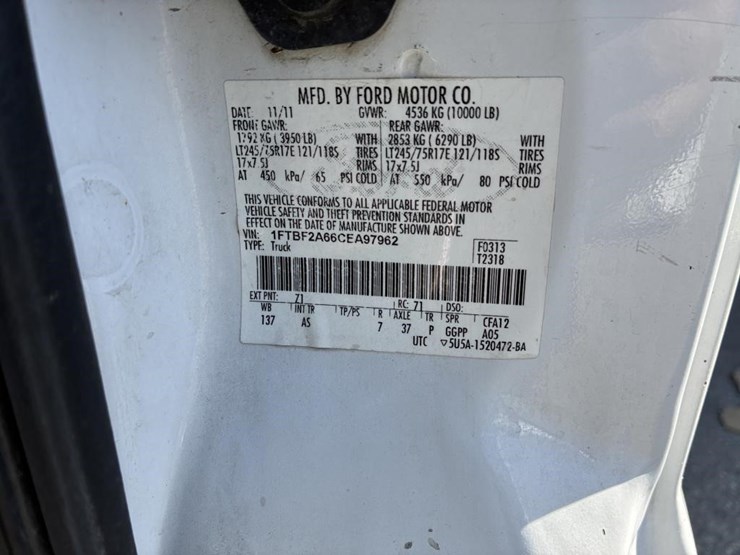 MFD. BY FORD MOTOR CO.
DATE: 11/11 GVWR: 4536 KG (10000 LB)
FRONT GAWR: REAR GAWR:
1792 KG ( 3950 LB) WITH 2853 KG ( 6290 LB) WITH
LT245/75R17E 121/118S TIRES LT245/75R17E 121/118S TIRES
17x7.5J RIMS 17x7.5J RIMS
AT 450 kPa/ 65 PSI COLD AT 550 kPa/ 80 PSI COLD
THIS VEHICLE CONFORMS TO ALL APPLICABLE FEDERAL MOTOR
VEHICLE SAFETY AND THEFT PREVENTION STANDARDS IN
EFFECT ON THE DATE OF MANUFACTURE SHOWN ABOVE.
VIN: 1FTBF2A66CEA97962 F0313
TYPE: Truck T2318
EXT PNT: Z1 RC: 71 DSO:
WB INT TR TP/PS R AXLE TR SPR CFA12
137 AS 7 37 P GGPP A05
UTC ▽5U5A-1520472-BA